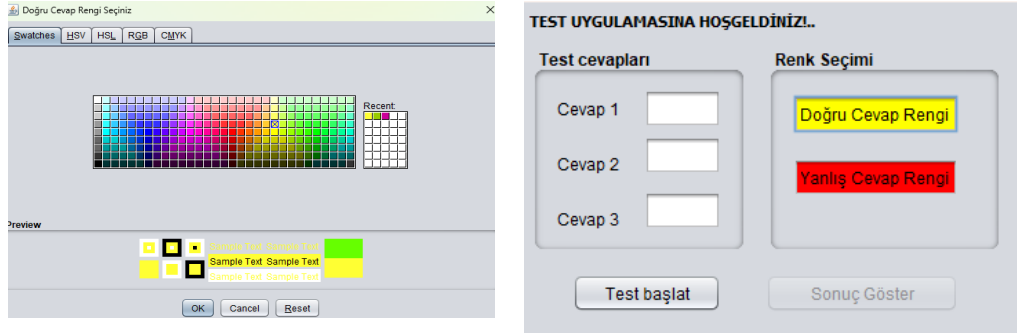 Doğru Cevap Rengi Seçiniz
Swatches HSV HSL RGB CMYK
Recent:
Preview
Sample Text Sample Text
Sample Text Sample Text
Sample Text Sample Text
OK Cancel Reset
TEST UYGULAMASINA HOŞGELDİNİZ!..
Test cevapları
Cevap 1
Cevap 2
Cevap 3
Renk Seçimi
Doğru Cevap Rengi
Yanlış Cevap Rengi
Test başlat
Sonuç Göster